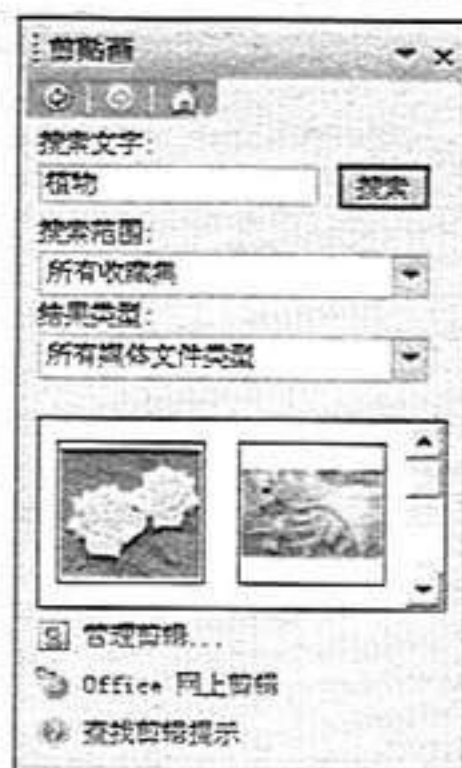 剪贴画
搜索文字:
植物 搜索
搜索范围:
所有收藏集
结果类型:
所有媒体文件类型
管理剪辑...
Office 网上剪辑
查找剪辑提示